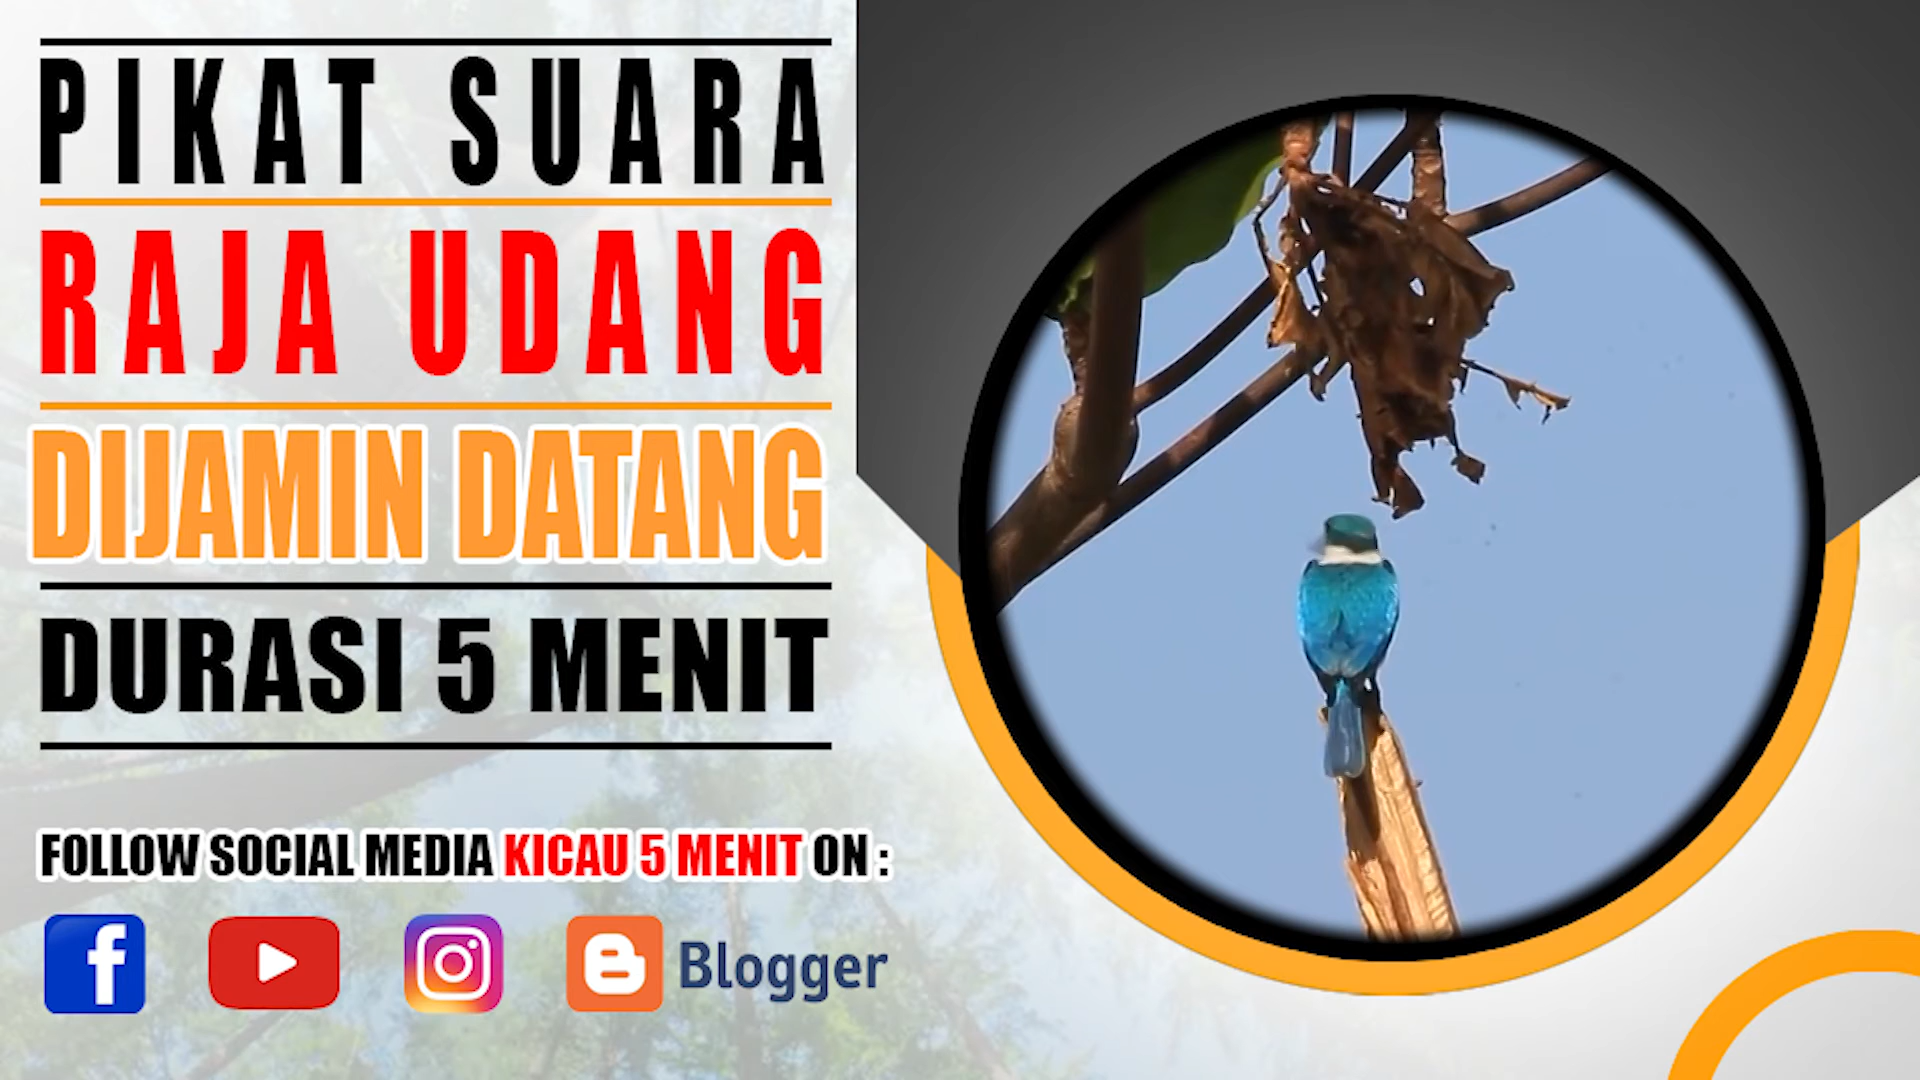 PIKAT SUARA
RAJA UDANG
DIJAMIN DATANG
DURASI 5 MENIT
FOLLOW SOCIAL MEDIA KICAU 5 MENIT ON :
Blogger